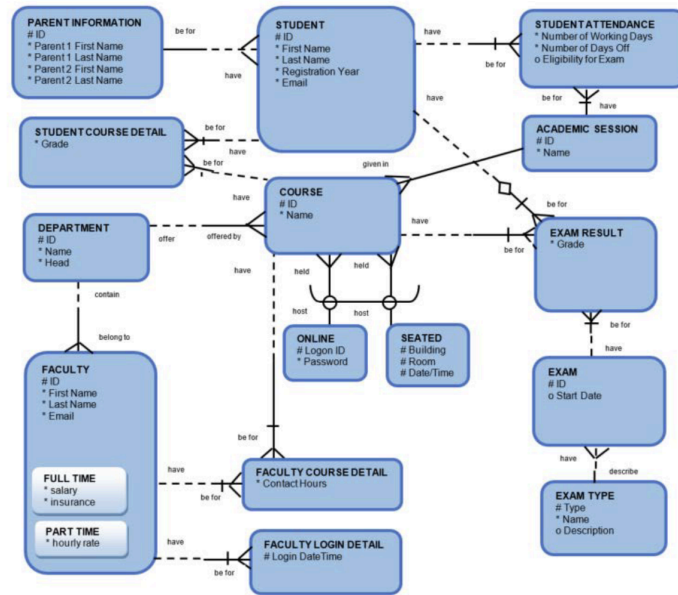 PARENT INFORMATION
# ID
* Parent 1 First Name
* Parent 1 Last Name
* Parent 2 First Name
* Parent 2 Last Name
be for
have
STUDENT
# ID
* First Name
* Last Name
* Registration Year
* Email
have
be for
STUDENT ATTENDANCE
* Number of Working Days
* Number of Days Off
o Eligibility for Exam
be for
have
STUDENT COURSE DETAIL
* Grade
be for
have
be for
have
have
ACADEMIC SESSION
# ID
* Name
given in
COURSE
# ID
* Name
have
be for
be for
EXAM RESULT
* Grade
DEPARTMENT
# ID
* Name
* Head
offer
offered by
have
held
held
host
host
contain
belong to
ONLINE
# Logon ID
* Password
SEATED
# Building
# Room
# Date/Time
be for
have
FACULTY
# ID
* First Name
* Last Name
* Email
EXAM
# ID
o Start Date
FULL TIME
* salary
* insurance
PART TIME
* hourly rate
have
be for
be for
FACULTY COURSE DETAIL
* Contact Hours
have
describe
EXAM TYPE
# Type
* Name
o Description
have
be for
FACULTY LOGIN DETAIL
# Login DateTime